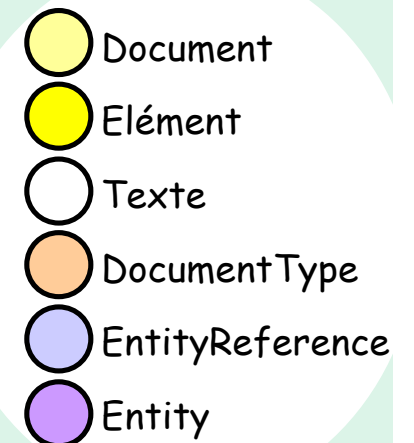 Document
Elément
Texte
DocumentType
EntityReference
Entity